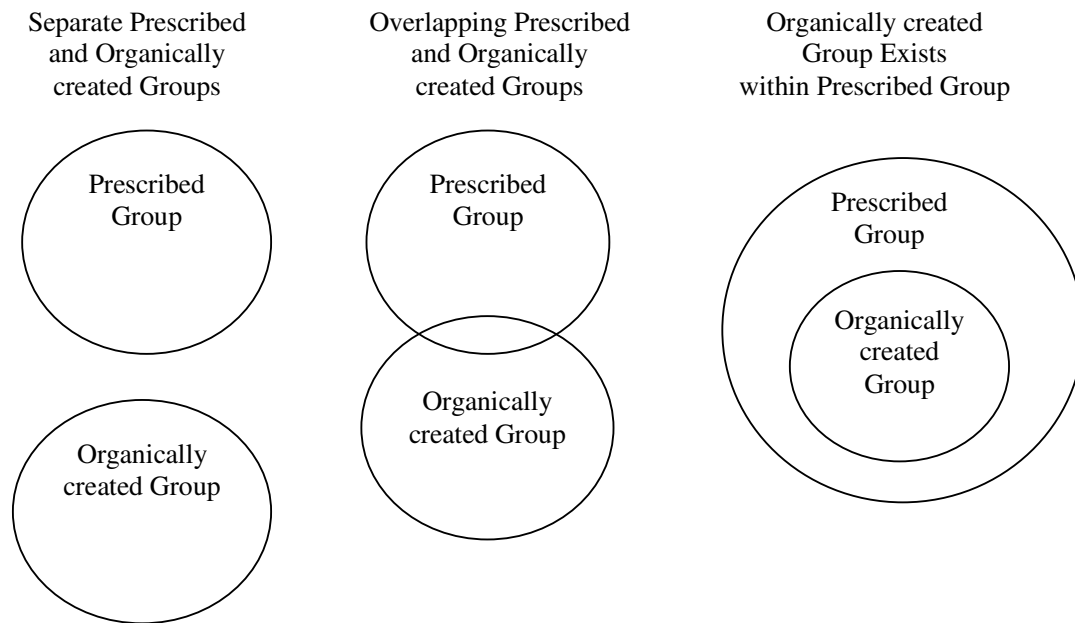 Separate Prescribed
and Organically
created Groups
Overlapping Prescribed
and Organically
created Groups
Organically created
Group Exists
within Prescribed Group
Prescribed
Group
Organically
created Group
Prescribed
Group
Organically
created Group
Prescribed
Group
Organically
created
Group